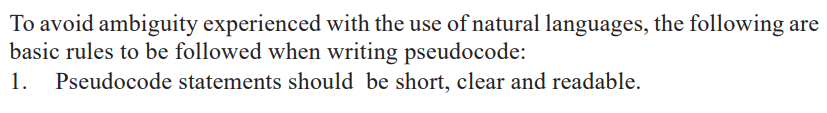 To avoid ambiguity experienced with the use of natural languages, the following are
basic rules to be followed when writing pseudocode:
1. Pseudocode statements should be short, clear and readable.